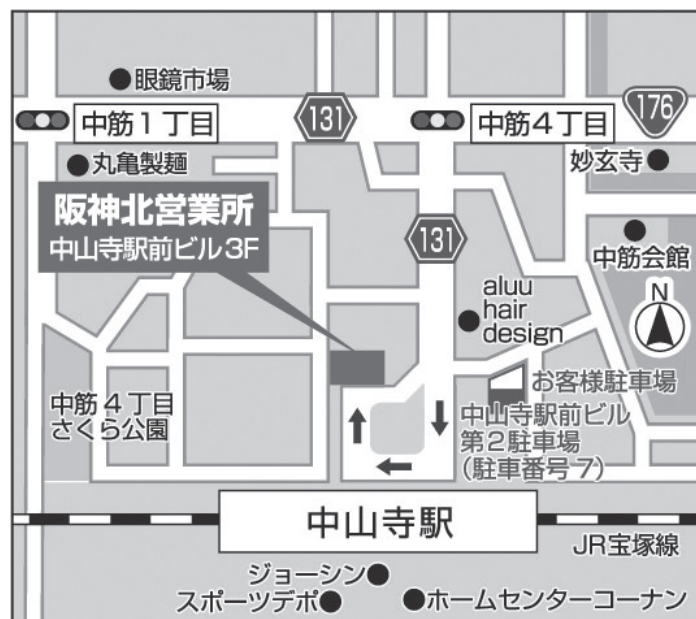 眼鏡市場
中筋1丁目
131
中筋4丁目
176
丸亀製麺
妙玄寺
阪神北営業所
中山寺駅前ビル3F
131
中筋会館
N
aluu
hair
design
お客様駐車場
中山寺駅前ビル
第2駐車場
(駐車番号7)
中筋4丁目
さくら公園
中山寺駅
JR宝塚線
ジョーシン
スポーツデポ
ホームセンターコーナン